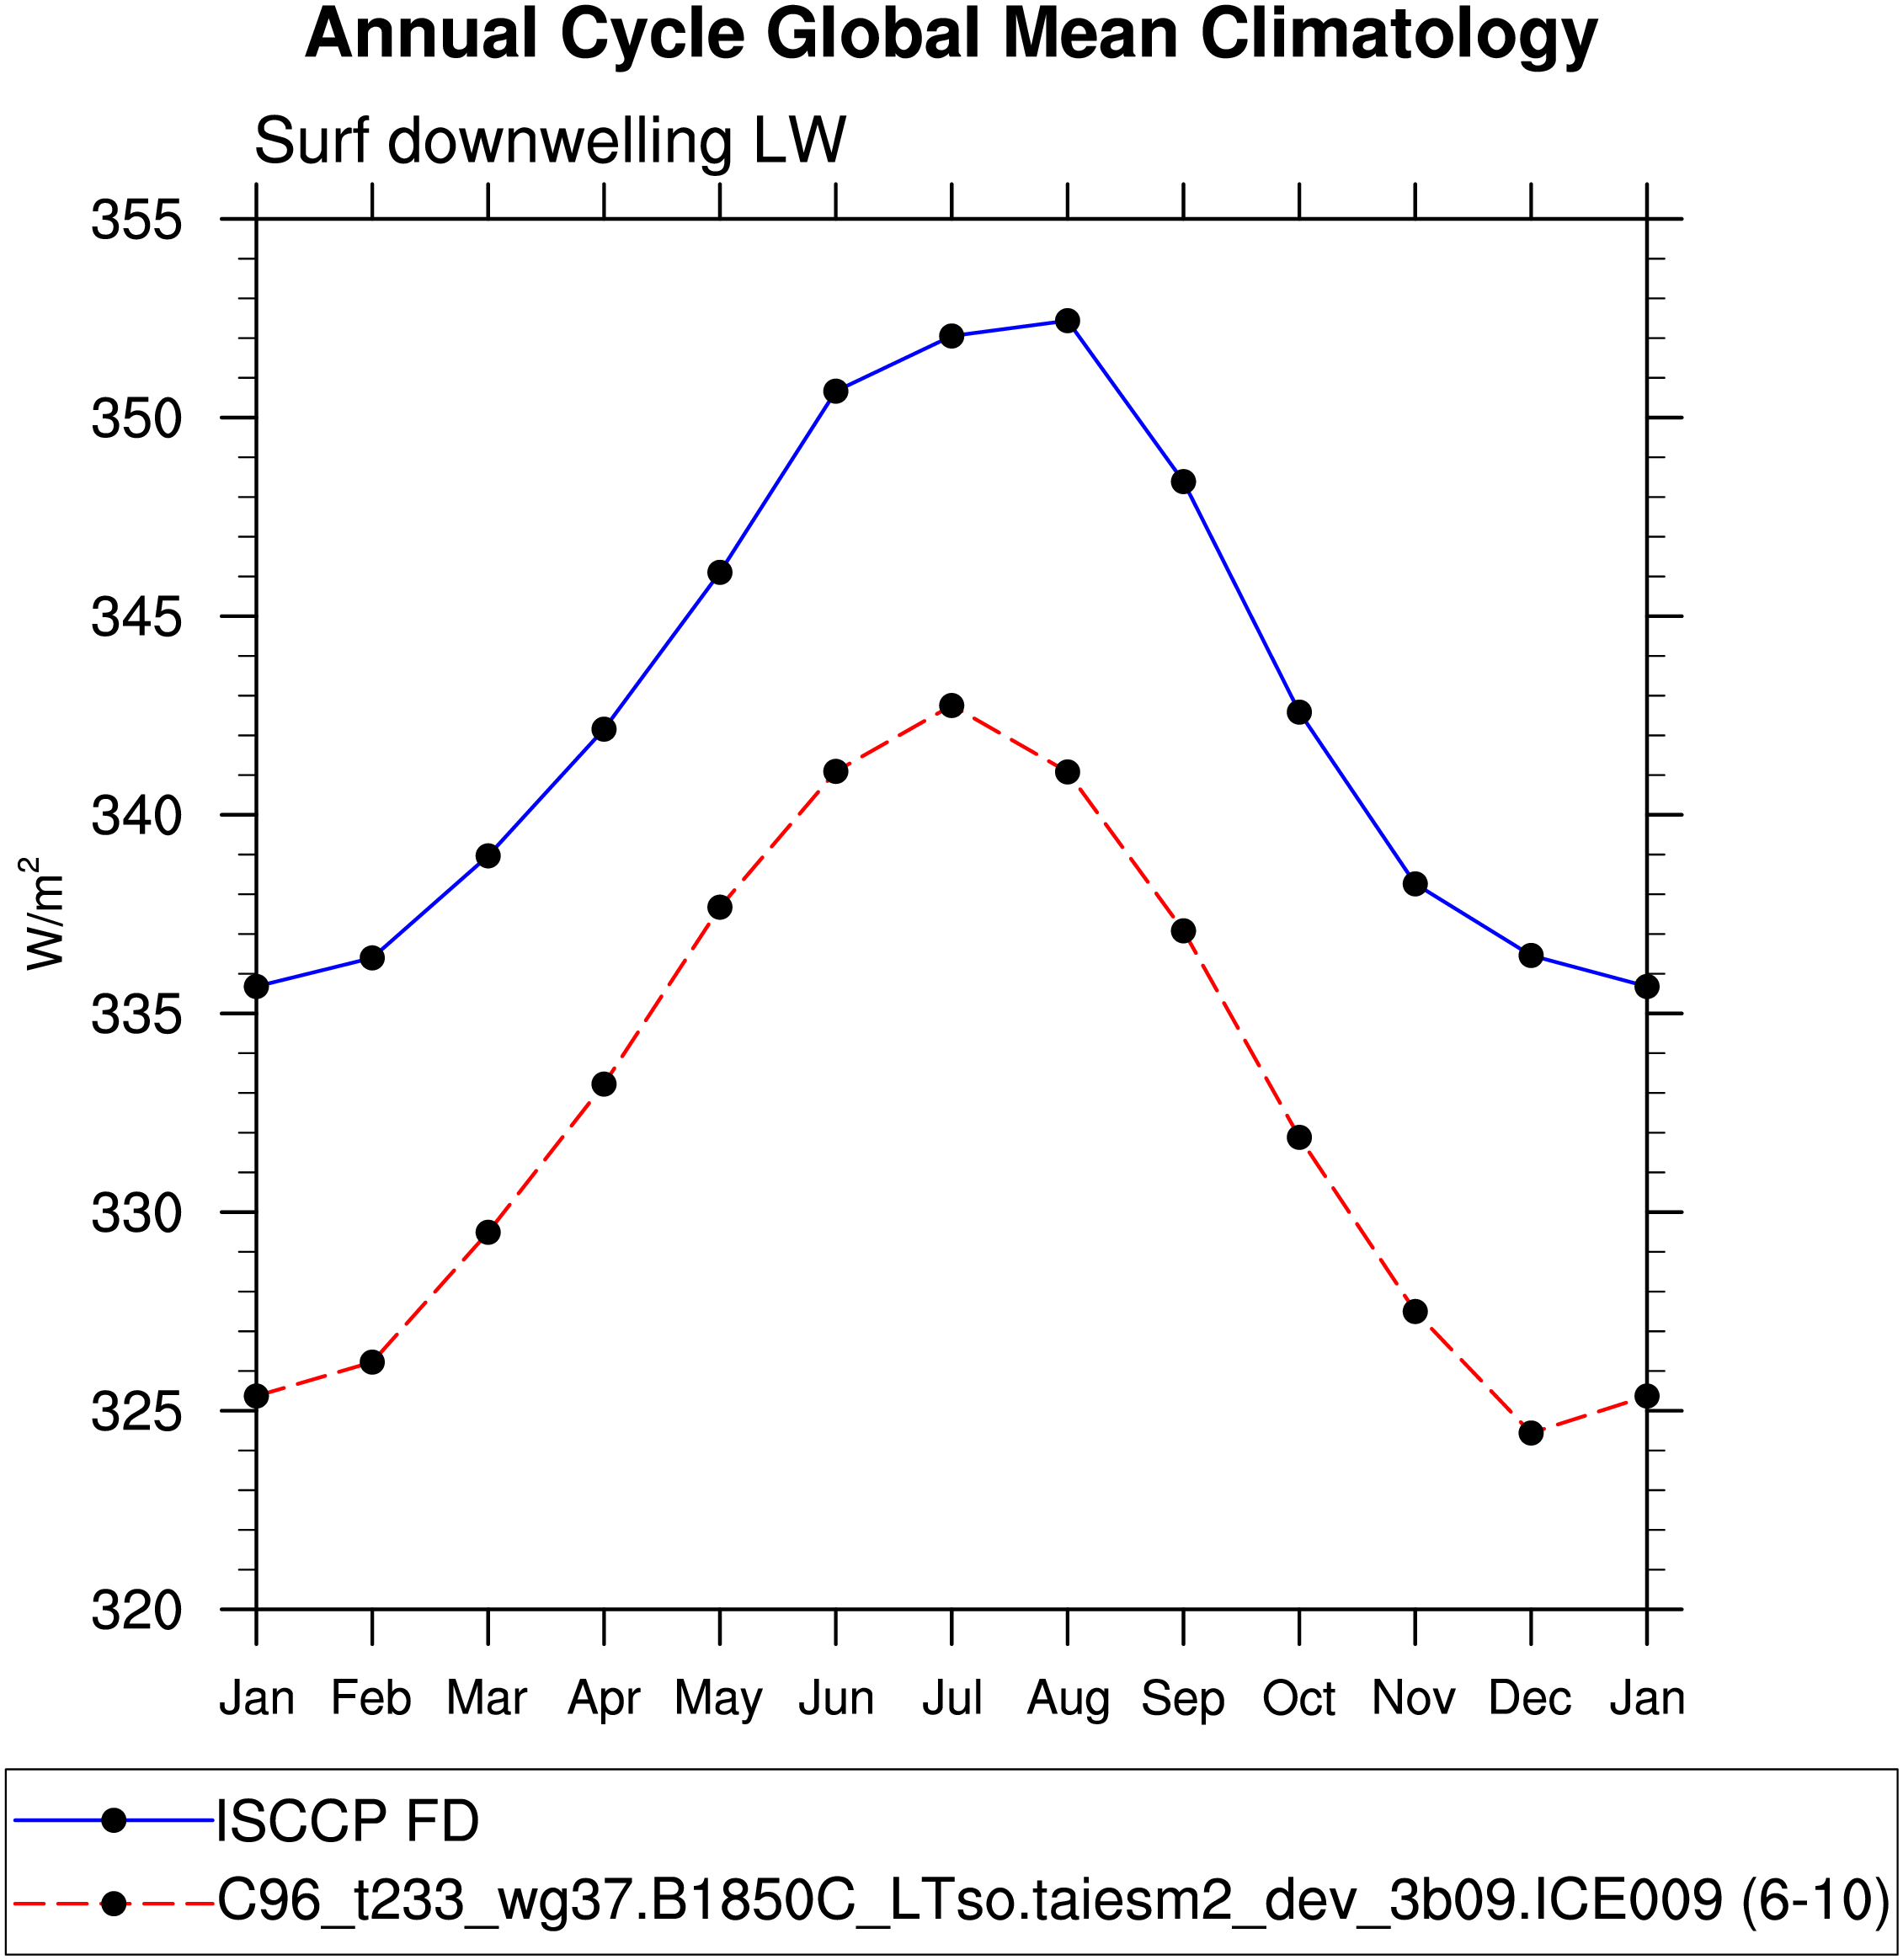 Annual Cycle Global Mean Climatology
Surf downwelling LW
355
350
345
340
335
330
325
320
W/m²
Jan Feb Mar Apr May Jun Jul Aug Sep Oct Nov Dec Jan
ISCCP FD
C96_t233_wg37.B1850C_LTso.taiesm2_dev_3b09.ICE009 (6-10)